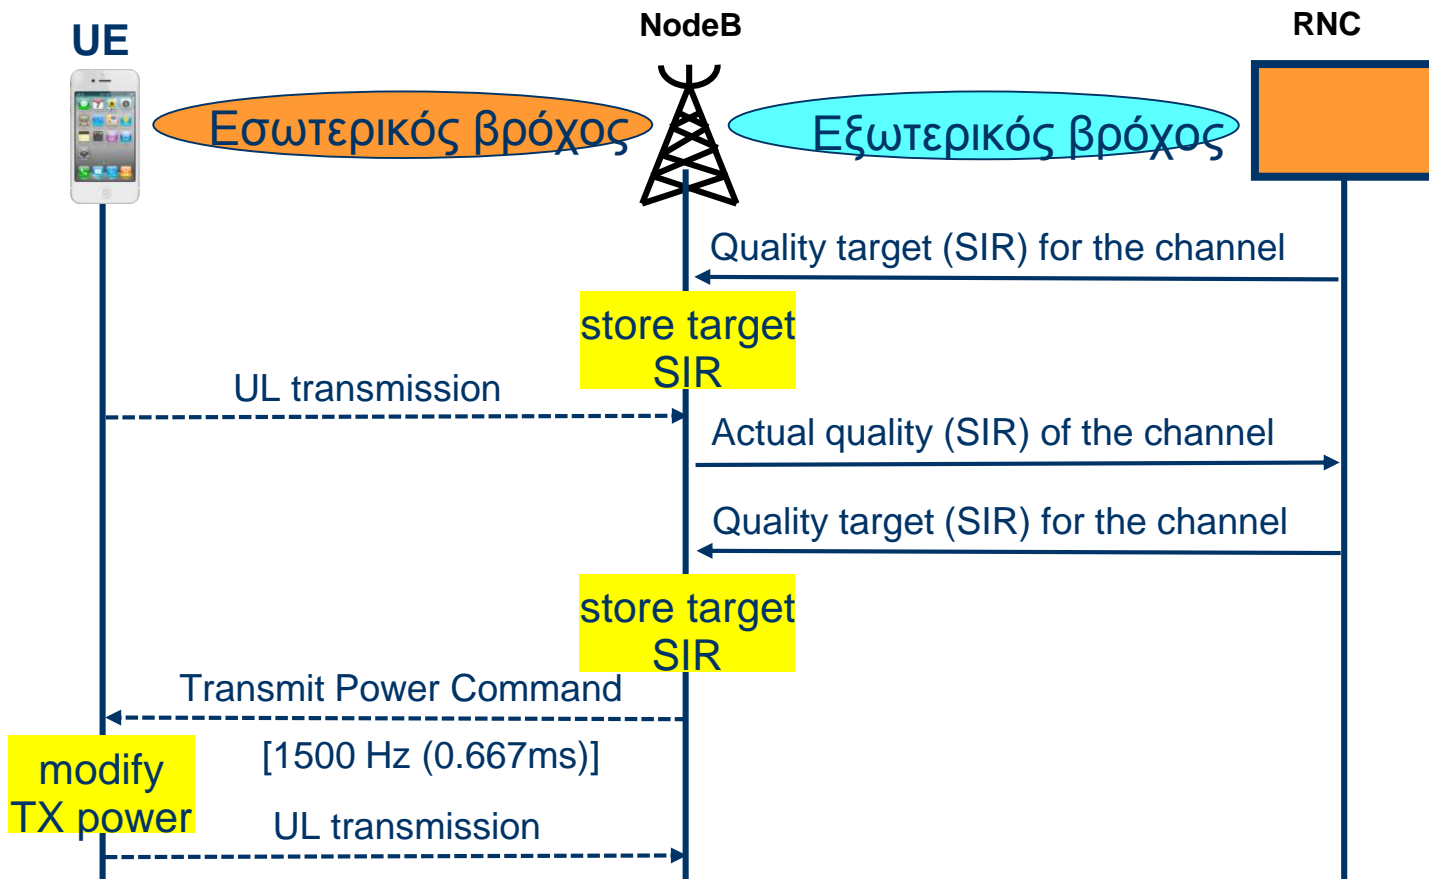 UE
NodeB
RNC
Εσωτερικός βρόχος
Εξωτερικός βρόχος
Quality target (SIR) for the channel
store target
SIR
UL transmission
Actual quality (SIR) of the channel
Quality target (SIR) for the channel
store target
SIR
Transmit Power Command
[1500 Hz (0.667ms)]
modify
TX power
UL transmission